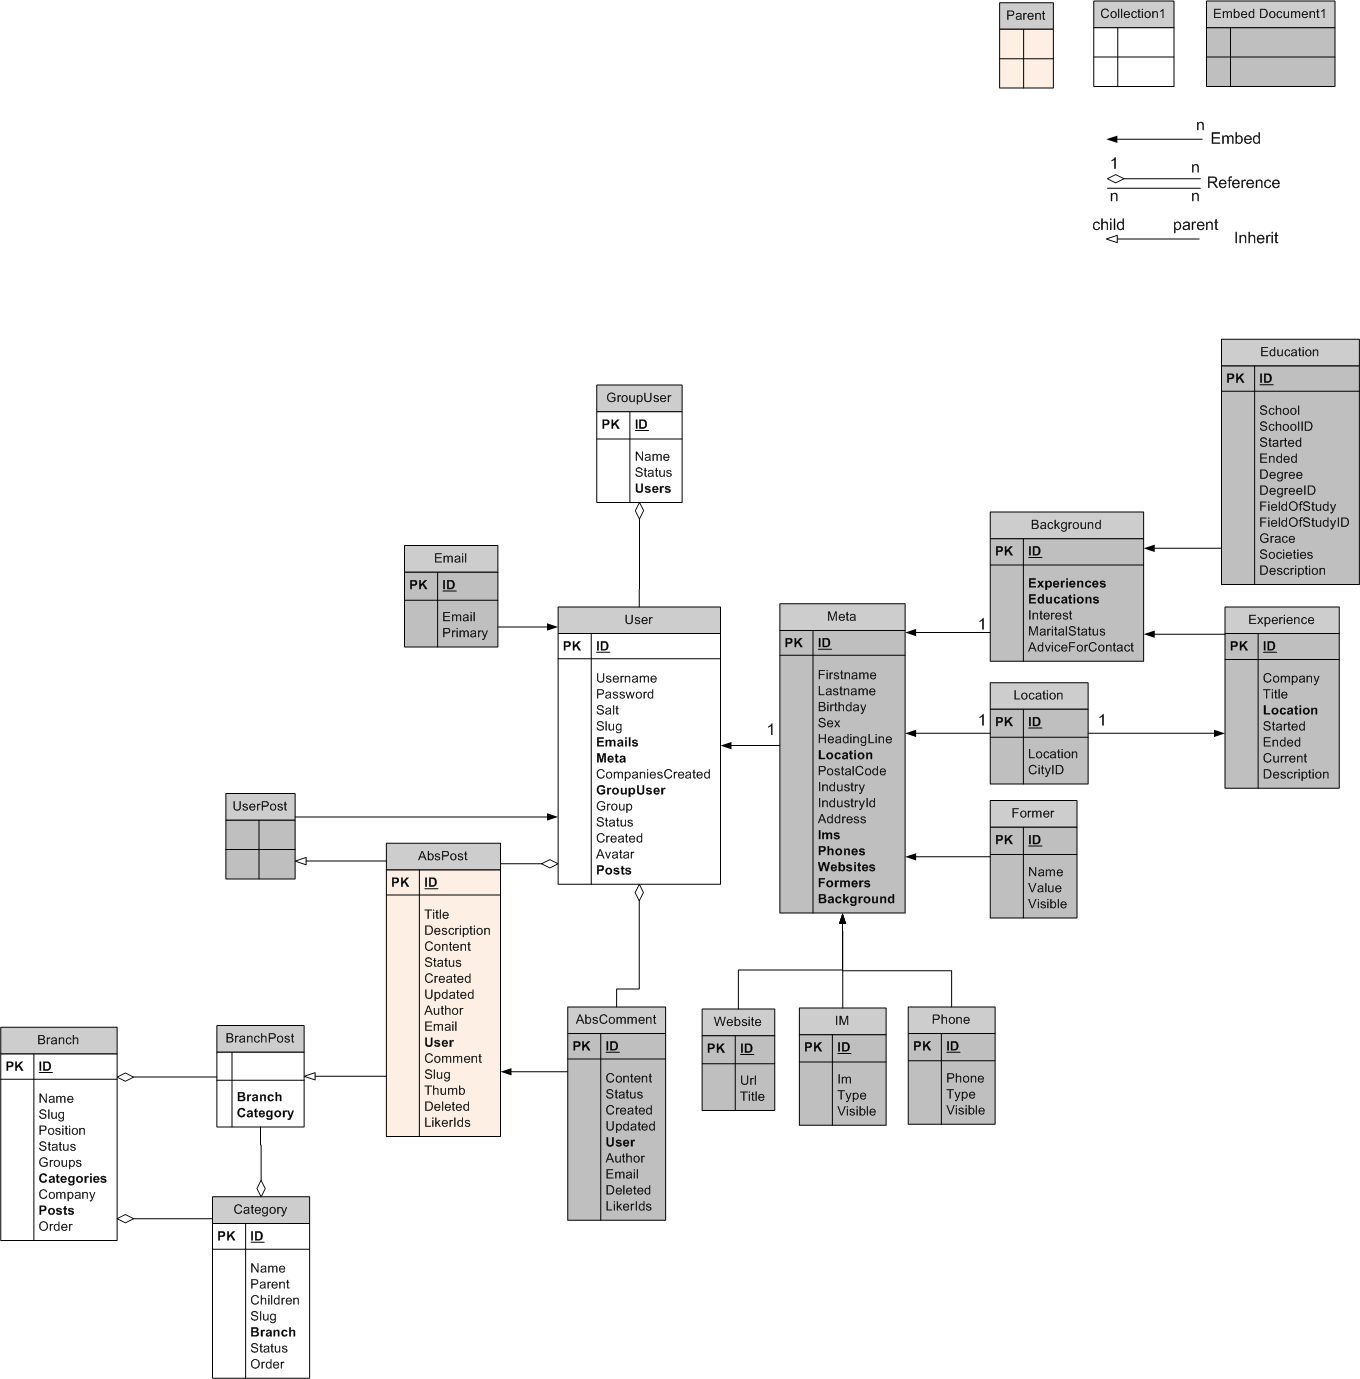 Parent
Collection1
Embed Document1
n
Embed
1
n
Reference
n
n
child
parent
Inherit
Education
PK
ID
School
SchoolID
Started
Ended
Degree
DegreeID
FieldOfStudy
FieldOfStudyID
Grace
Societies
Description
GroupUser
PK
ID
Name
Status
Users
Background
PK
ID
Experiences
Educations
Interest
MaritalStatus
AdviceForContact
Email
PK
ID
Email
Primary
User
PK
ID
Username
Password
Salt
Slug
Emails
Meta
CompaniesCreated
GroupUser
Group
Status
Created
Avatar
Posts
1
Meta
PK
ID
Firstname
Lastname
Birthday
Sex
HeadingLine
Location
PostalCode
Industry
IndustryId
Address
Ims
Phones
Websites
Formers
Background
1
Experience
PK
ID
Company
Title
Location
Started
Ended
Current
Description
1
Location
PK
ID
Location
CityID
1
Former
PK
ID
Name
Value
Visible
UserPost
AbsPost
PK
ID
Title
Description
Content
Status
Created
Updated
Author
Email
User
Comment
Slug
Thumb
Deleted
LikerIds
AbsComment
PK
ID
Content
Status
Created
Updated
User
Author
Email
Deleted
LikerIds
Website
PK
ID
Url
Title
IM
PK
ID
Im
Type
Visible
Phone
PK
ID
Phone
Type
Visible
Branch
PK
ID
Name
Slug
Position
Status
Groups
Categories
Company
Posts
Order
BranchPost
Branch
Category
Category
PK
ID
Name
Parent
Children
Slug
Branch
Status
Order